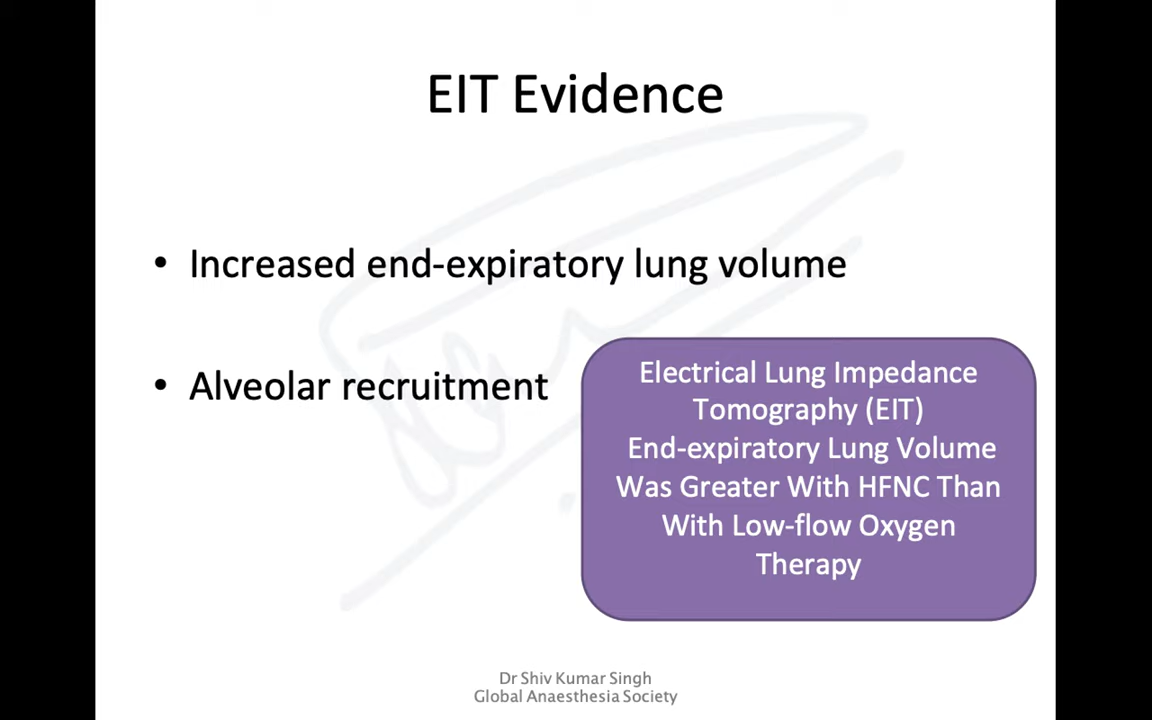 EIT Evidence
• Increased end-expiratory lung volume
• Alveolar recruitment
Electrical Lung Impedance
Tomography (EIT)
End-expiratory Lung Volume
Was Greater With HFNC Than
With Low-flow Oxygen
Therapy
Dr Shiv Kumar Singh
Global Anaesthesia Society